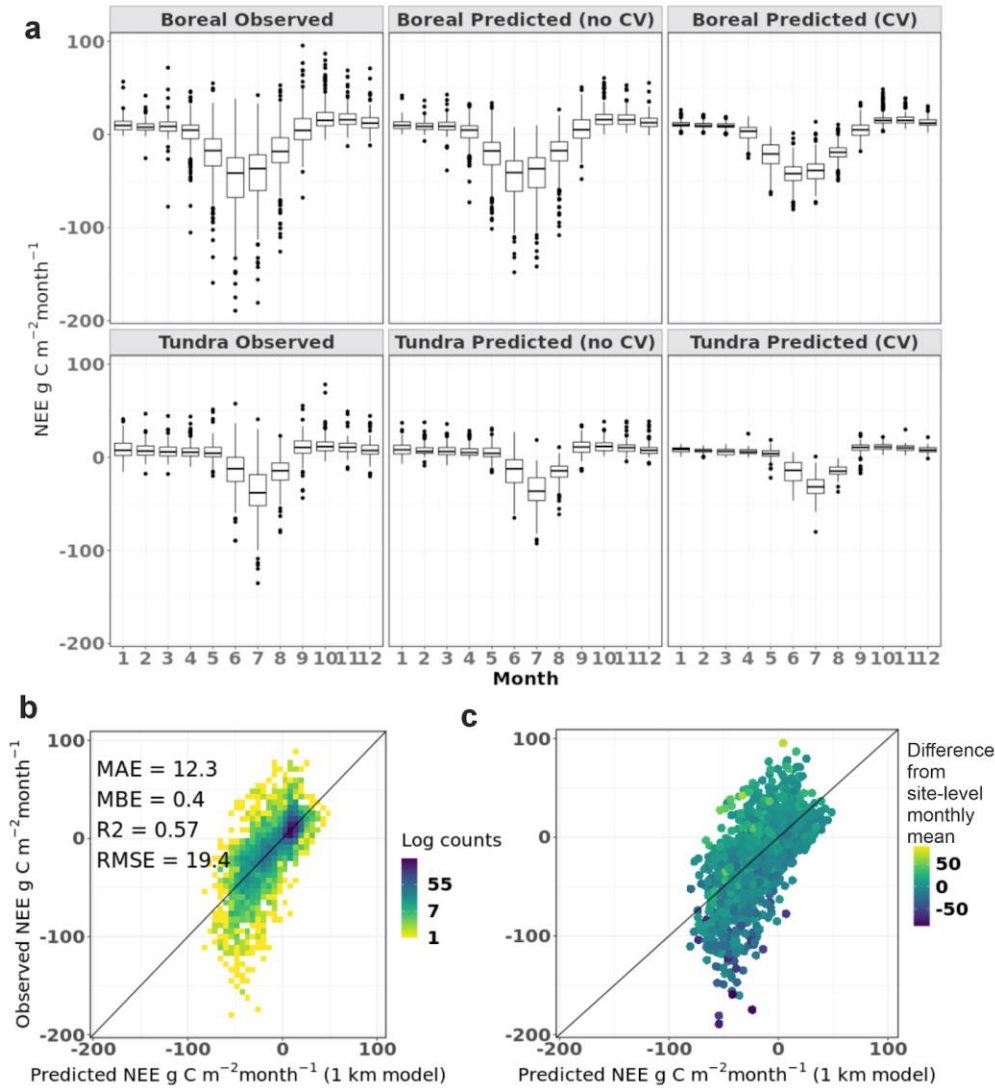 a
Boreal Observed
Boreal Predicted (no CV)
Boreal Predicted (CV)
100
0
-100
-200
Tundra Observed
Tundra Predicted (no CV)
Tundra Predicted (CV)
100
0
-100
-200
NEE g C m⁻²month⁻¹
1 2 3 4 5 6 7 8 9 10 11 12
1 2 3 4 5 6 7 8 9 10 11 12
1 2 3 4 5 6 7 8 9 10 11 12
Month
b
100
0
-100
-200
Observed NEE g C m⁻²month⁻¹
MAE = 12.3
MBE = 0.4
R2 = 0.57
RMSE = 19.4
-200 -100 0 100
Predicted NEE g C m⁻²month⁻¹ (1 km model)
Log counts
55
7
1
c
100
0
-100
-200
-200 -100 0 100
Predicted NEE g C m⁻²month⁻¹ (1 km model)
Difference
from
site-level
monthly
mean
50
0
-50